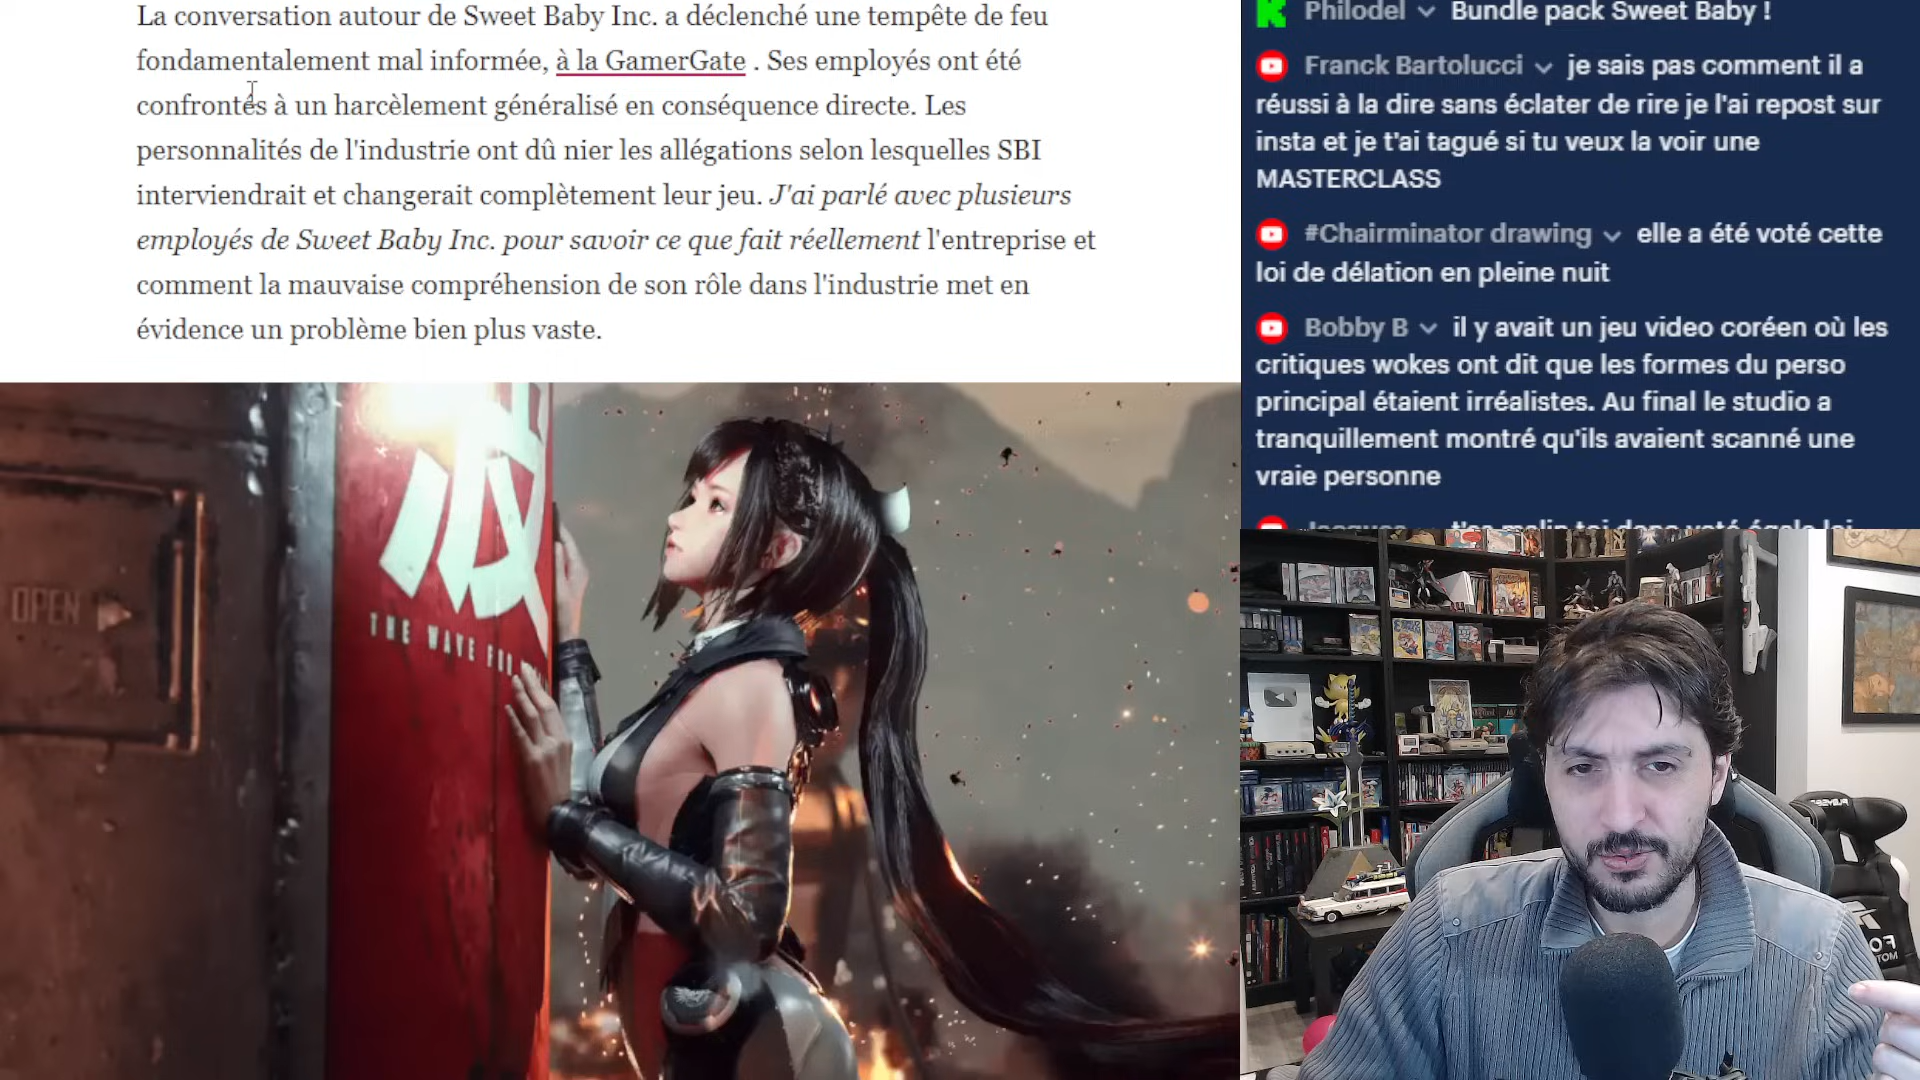 La conversation autour de Sweet Baby Inc. a déclenché une tempête de feu
fondamentalement mal informée, à la GamerGate . Ses employés ont été
confrontés à un harcèlement généralisé en conséquence directe. Les
personnalités de l'industrie ont dû nier les allégations selon lesquelles SBI
interviendrait et changerait complètement leur jeu. J'ai parlé avec plusieurs
employés de Sweet Baby Inc. pour savoir ce que fait réellement l'entreprise et
comment la mauvaise compréhension de son rôle dans l'industrie met en
évidence un problème bien plus vaste.
OPEN
THE WAVE FOR
Philodel Bundle pack Sweet Baby !
Franck Bartolucci je sais pas comment il a
réussi à la dire sans éclater de rire je l'ai repost sur
insta et je t'ai tagué si tu veux la voir une
MASTERCLASS
#Chairminator drawing elle a été voté cette
loi de délation en pleine nuit
Bobby B il y avait un jeu video coréen où les
critiques wokes ont dit que les formes du perso
principal étaient irréalistes. Au final le studio a
tranquillement montré qu'ils avaient scanné une
vraie personne